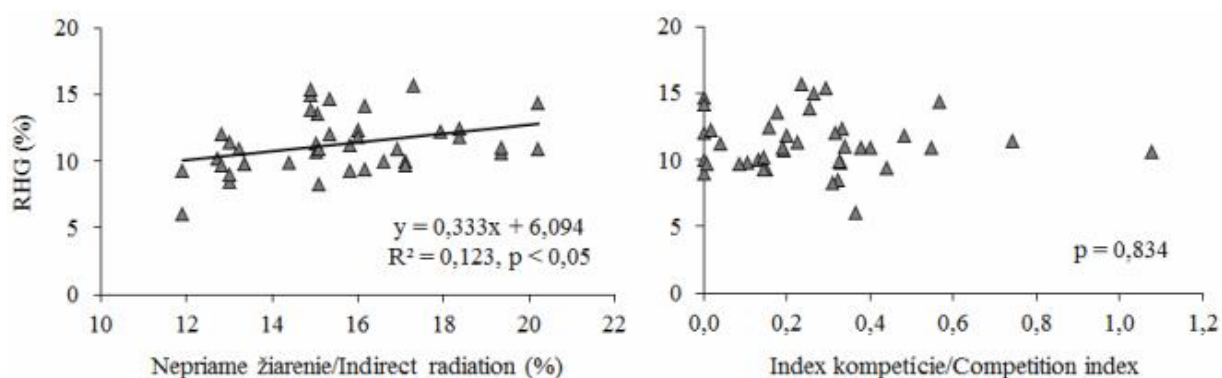 20
15
10
5
0
RHG (%)
y = 0,333x + 6,094
R² = 0,123, p < 0,05
10 12 14 16 18 20 22
Nepriame žiarenie/Indirect radiation (%)
20
15
10
5
0
p = 0,834
0,0 0,2 0,4 0,6 0,8 1,0 1,2
Index kompetície/Competition index